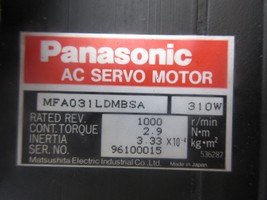 Panasonic
AC SERVO MOTOR
MFA031LDMBSA 310W
RATED REV. 1000 r/min
CONT. TORQUE 2.9 N·m
INERTIA 3.33 X10⁻⁴ kg·m²
SER. NO. 96100015 536287
Matsushita Electric Industrial Co., Ltd. Made in Japan